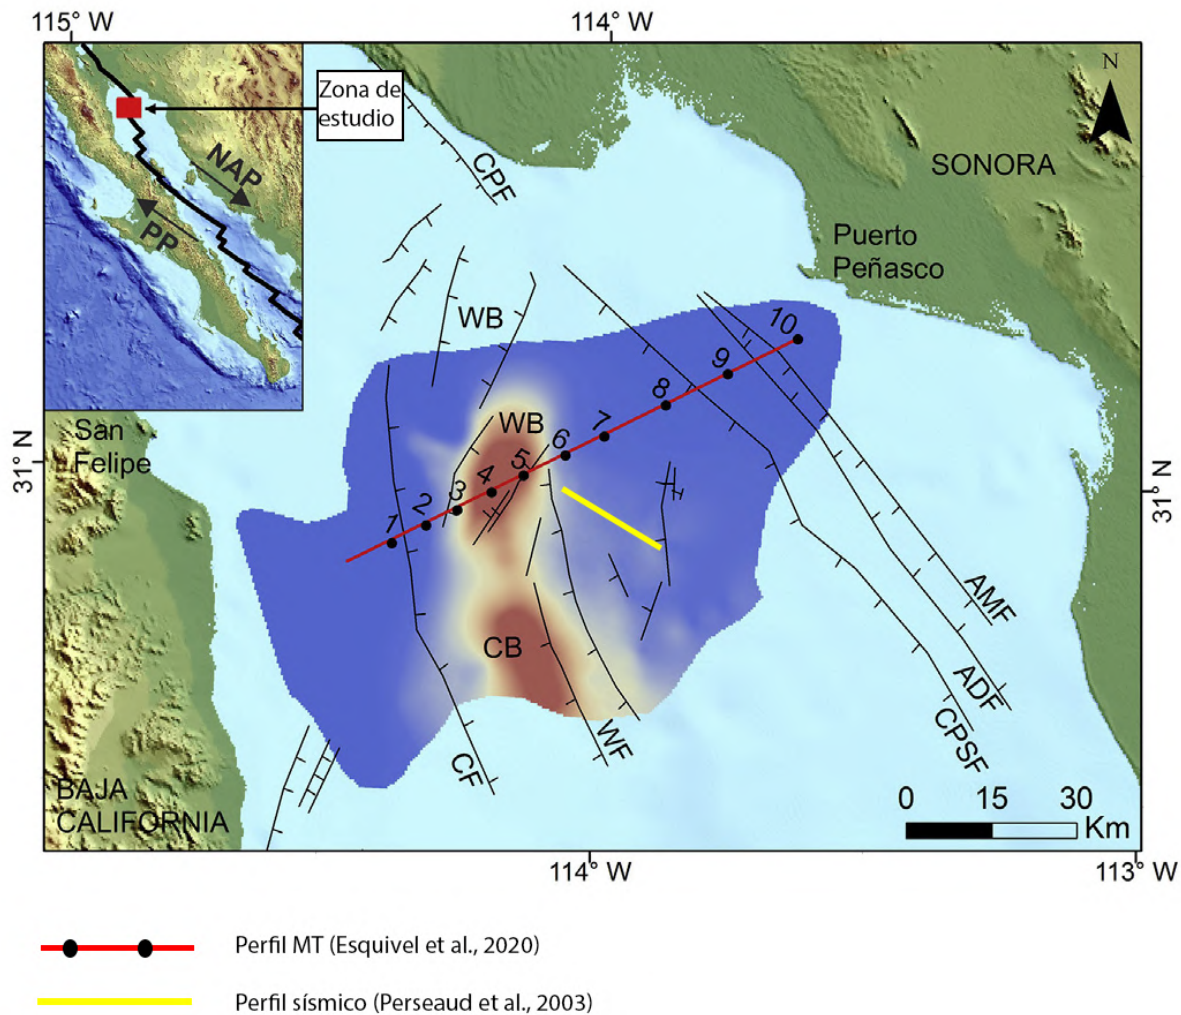 115° W
114° W
Zona de
estudio
N
NAP
PP
CPF
SONORA
Puerto
Peñasco
WB
10
9
8
7
6
5
4
3
2
1
WB
San
Felipe
31° N
31° N
CB
AMF
ADF
CPSF
WF
CF
BAJA
CALIFORNIA
0 15 30
Km
114° W
113° W
Perfil MT (Esquivel et al., 2020)
Perfil sísmico (Perseaud et al., 2003)